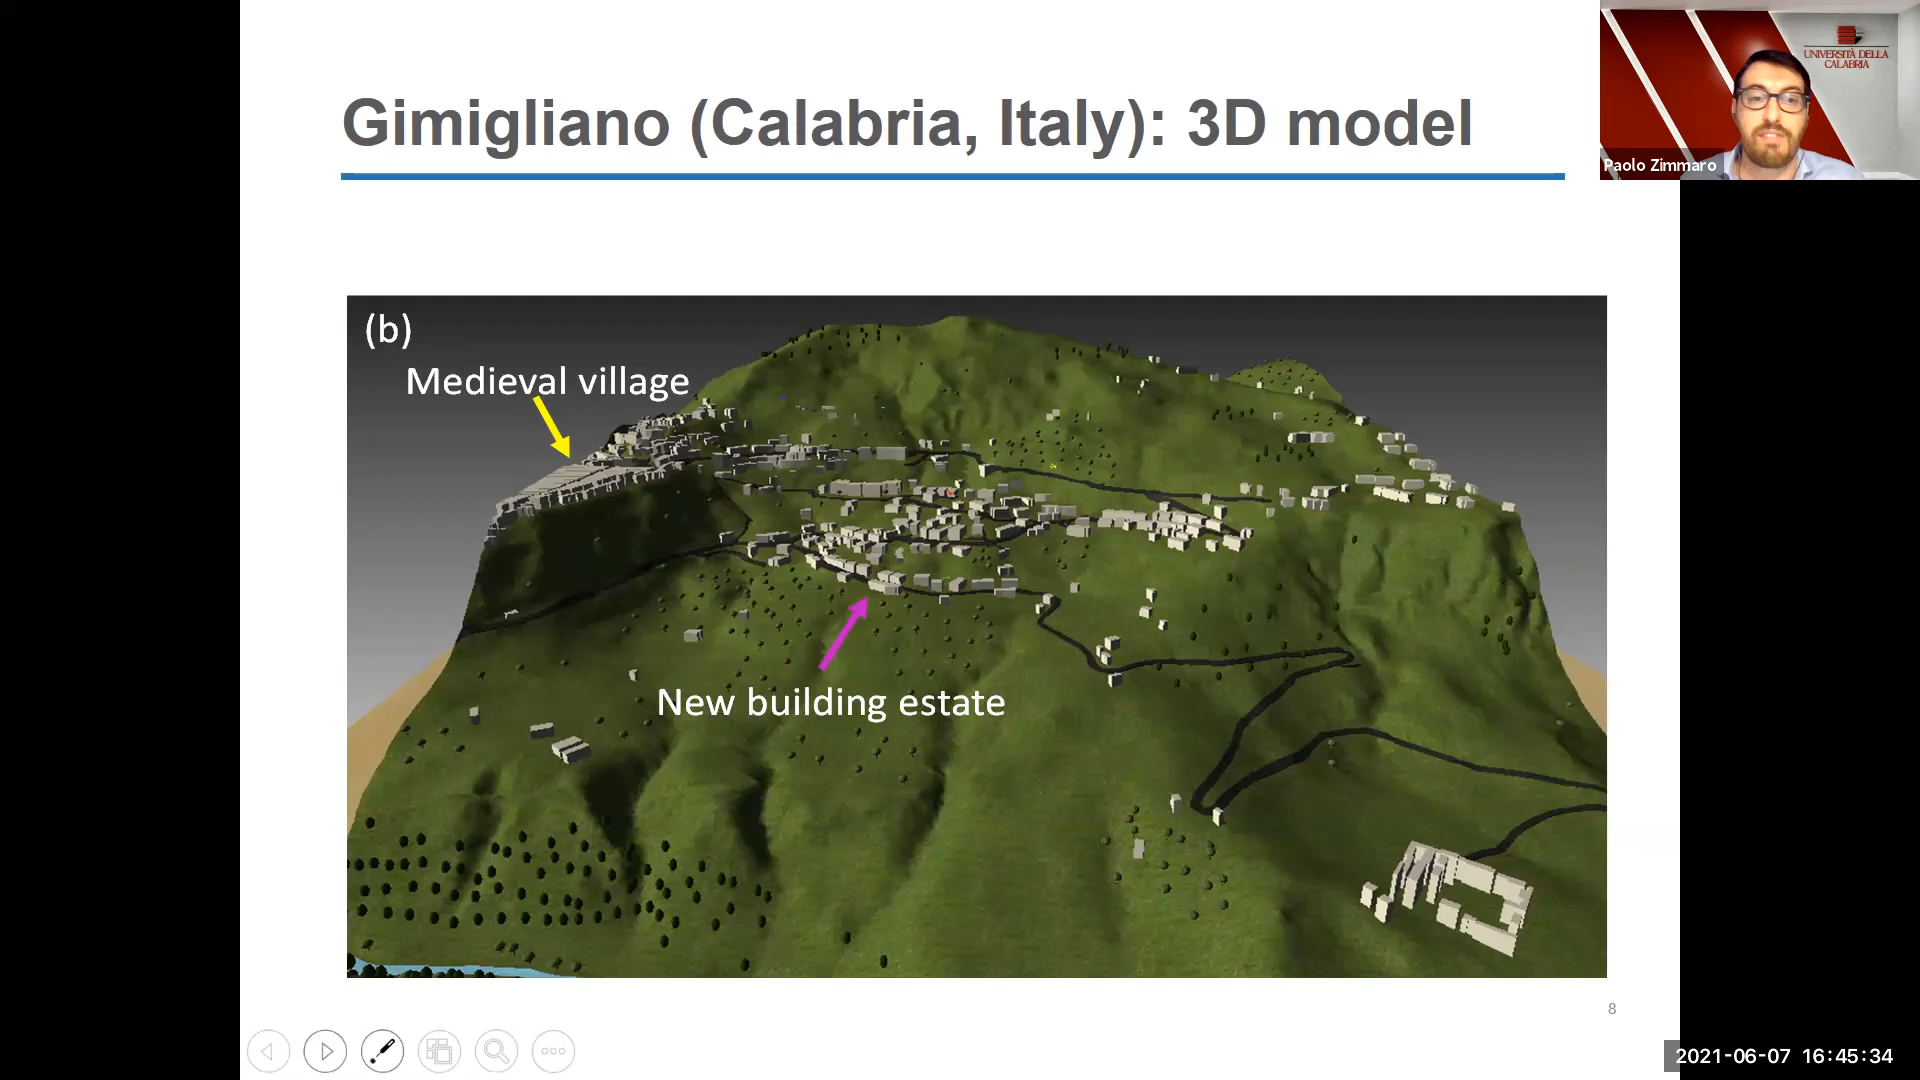 Gimigliano (Calabria, Italy): 3D model
UNIVERSITÀ DELLA
CALABRIA
Paolo Zimmaro
(b)
Medieval village
New building estate
8
2021-06-07 16:45:34